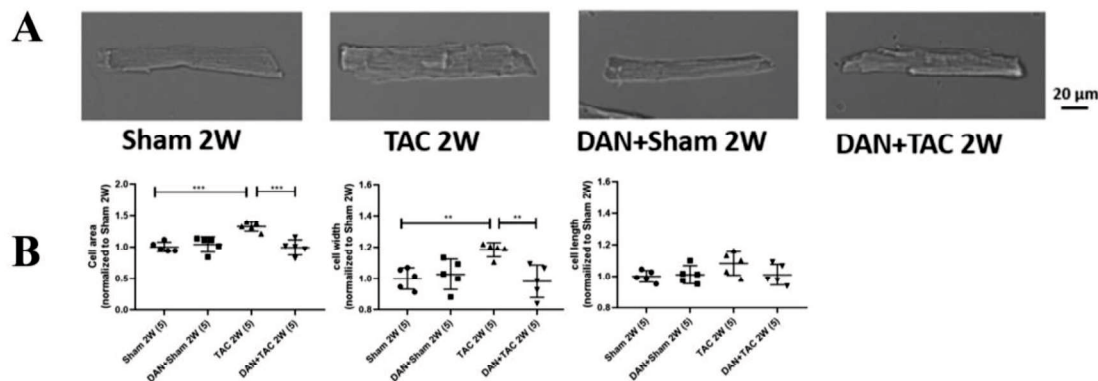 A
Sham 2W
TAC 2W
DAN+Sham 2W
DAN+TAC 2W
20 µm
B
Cell area
(normalized to Sham 2W)
2.0
1.5
1.0
0.5
0.0
***
***
Sham 2W (5)
DAN+Sham 2W (5)
TAC 2W (5)
DAN+TAC 2W (5)
cell width
(normailized to Sham 2W)
1.6
1.4
1.2
1.0
0.8
**
**
Sham 2W (5)
DAN+Sham 2W (5)
TAC 2W (5)
DAN+TAC 2W (5)
cell length
(normailized to Sham 2W)
1.6
1.4
1.2
1.0
0.8
Sham 2W (5)
DAN+Sham 2W (5)
TAC 2W (5)
DAN+TAC 2W (5)